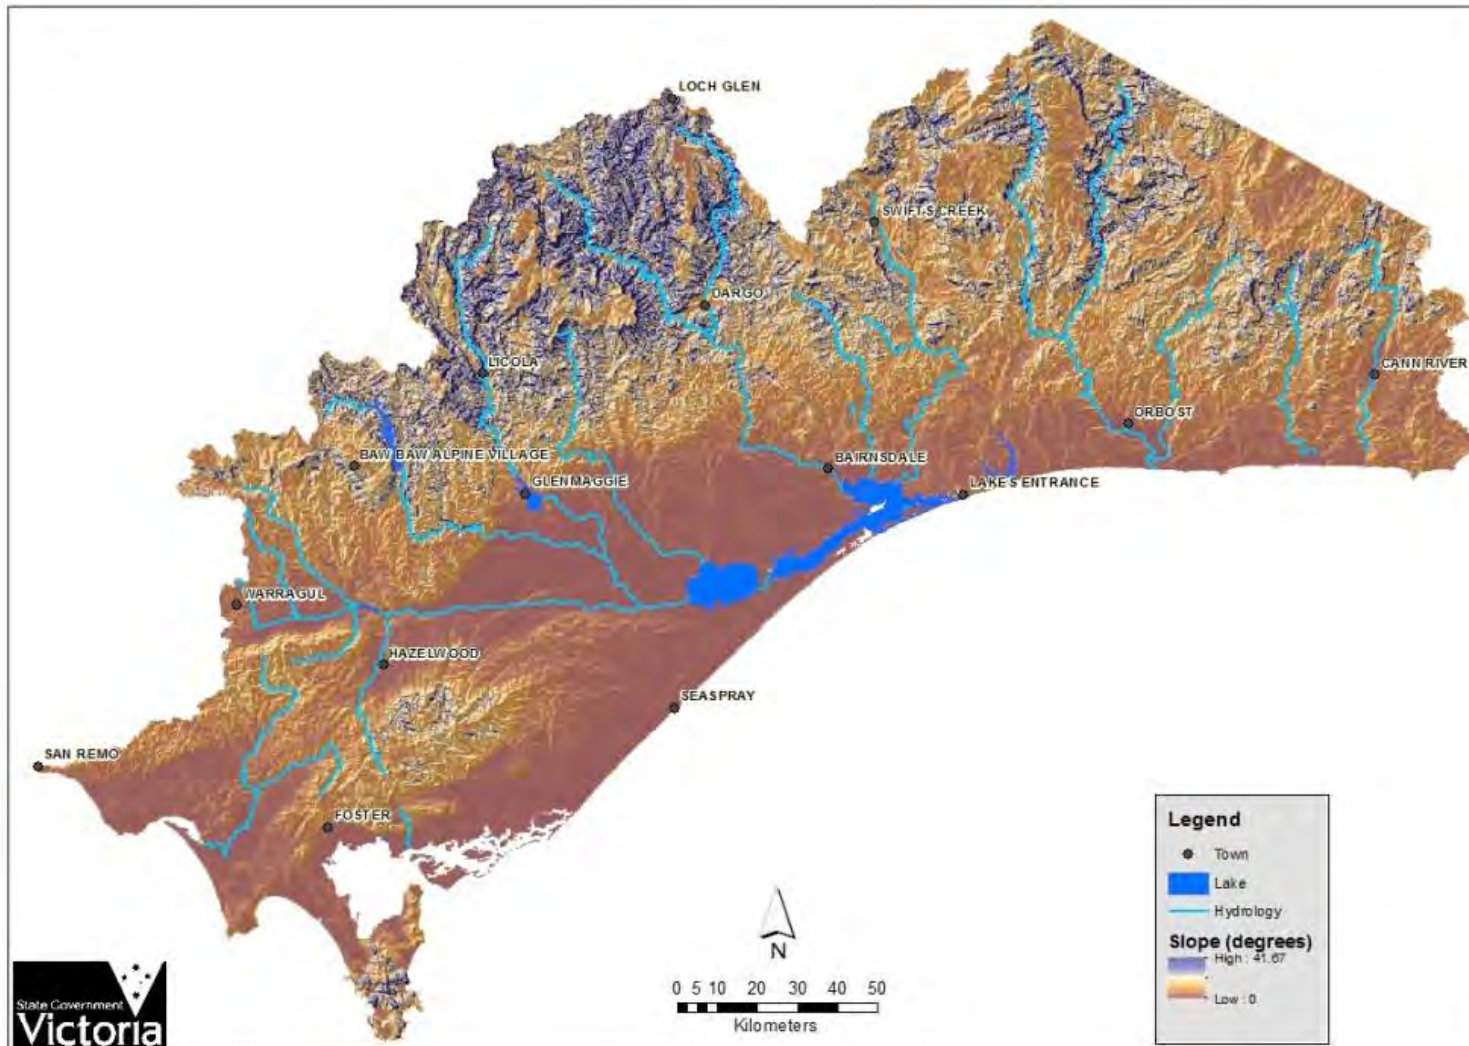 LOCH GLEN
SWIFTS CREEK
DARGO
LICOLA
CANN RIVER
ORBOST
BAW BAW ALPINE VILLAGE
BAIRNSDALE
GLENMAGGIE
LAKES ENTRANCE
WARRAGUL
HAZELWOOD
SEASPRAY
SAN REMO
FOSTER
Legend
Town
Lake
Hydrology
Slope (degrees)
High : 41.67
Low : 0
N
0 5 10 20 30 40 50
Kilometers
State Government
Victoria